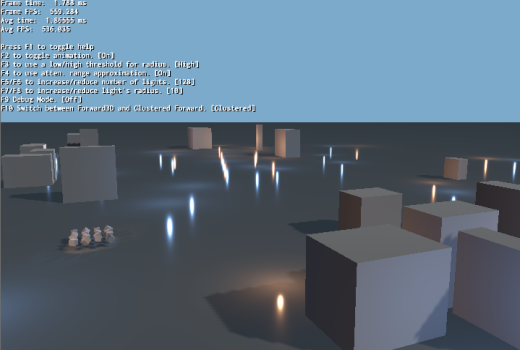 Frame time: 1.788 ms
Frame FPS: 559.284
Avg time: 1.86555 ms
Avg FPS: 536.035
Press F1 to toggle help
F2 to toggle animation. [On]
F3 to use a low/high threshold for radius. [High]
F4 to use atten. range approximation. [On]
F5/F6 to increase/reduce number of lights. [128]
F7/F8 to increase/reduce light's radius. [10]
F9 Debug Mode. [Off]
F10 Switch between Forward3D and Clustered Forward. [Clustered]